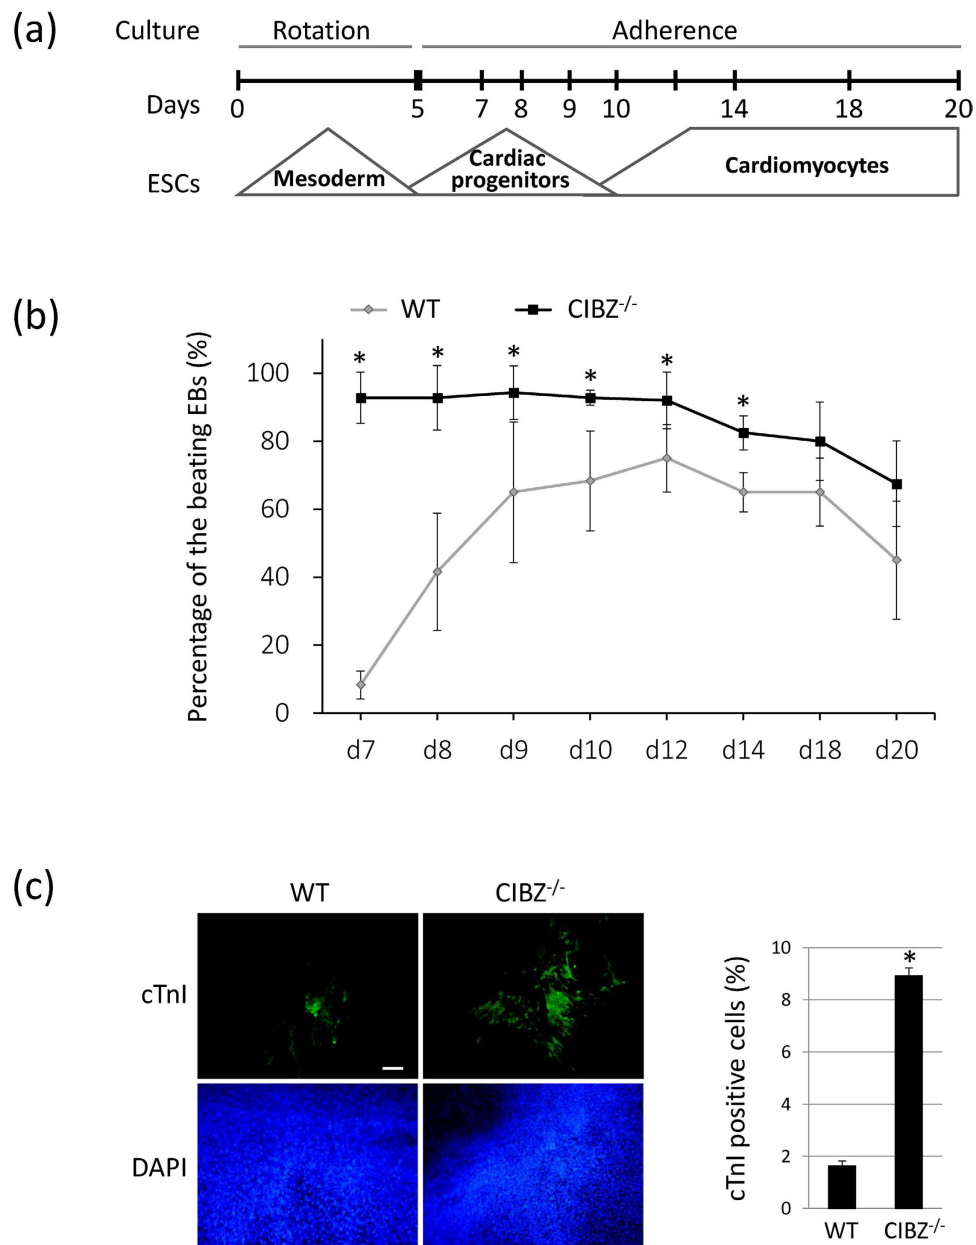 (a)
Culture Rotation Adherence
Days 0 5 7 8 9 10 14 18 20
ESCs Mesoderm Cardiac progenitors Cardiomyocytes
(b)
WT CIBZ-/-
Percentage of the beating EBs (%)
100
80
60
40
20
0
* * * * * *
d7 d8 d9 d10 d12 d14 d18 d20
(c)
WT CIBZ-/-
cTnI
DAPI
cTnI positive cells (%)
10
8
6
4
2
0
*
WT CIBZ-/-